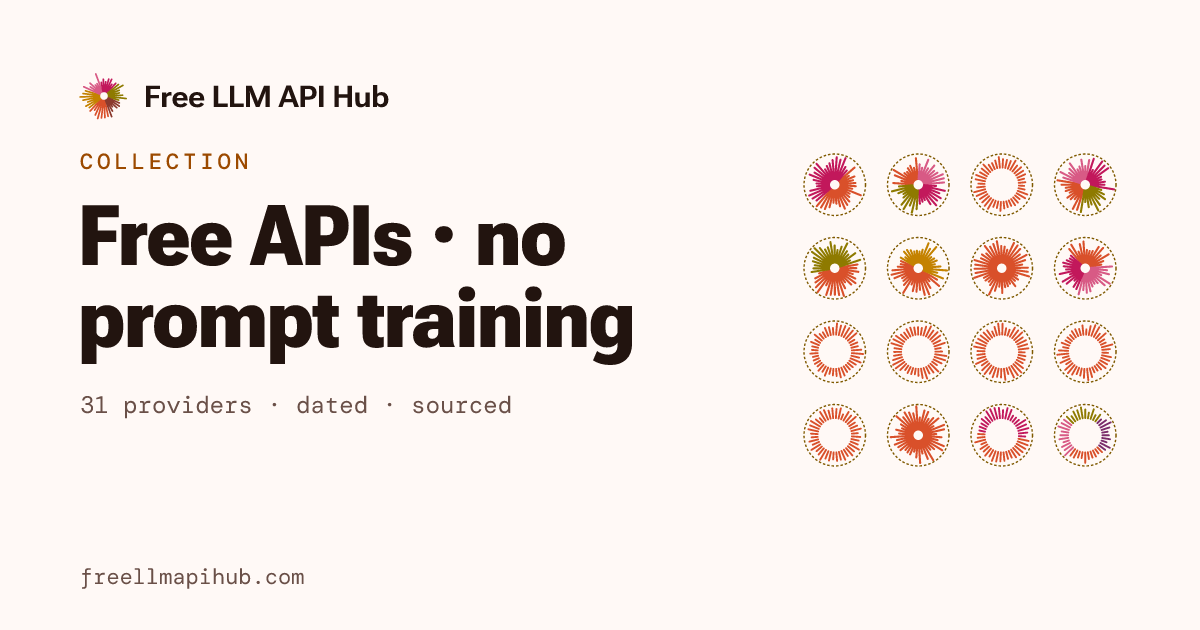 Free LLM API Hub
COLLECTION
Free APIs · no
prompt training
31 providers · dated · sourced
freellmapihub.com